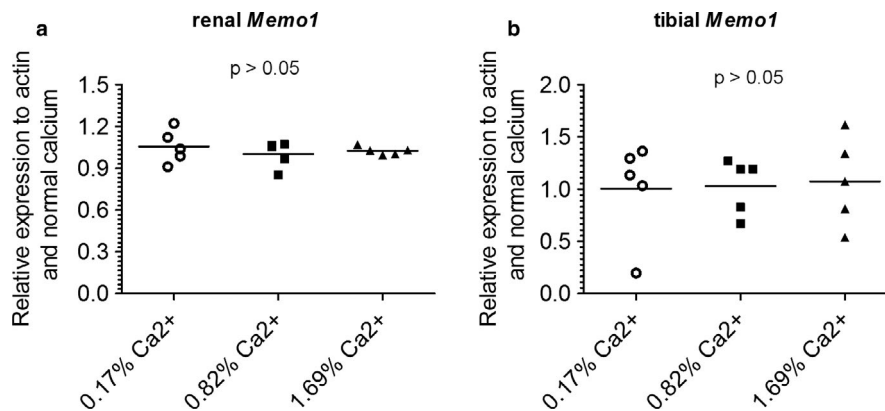 a
renal Memo1
Relative expression to actin
and normal calcium
p > 0.05
1.5
1.2
0.9
0.6
0.3
0.0
0.17% Ca2+
0.82% Ca2+
1.69% Ca2+
b
tibial Memo1
Relative expression to actin
and normal calcium
p > 0.05
2.0
1.5
1.0
0.5
0.0
0.17% Ca2+
0.82% Ca2+
1.69% Ca2+